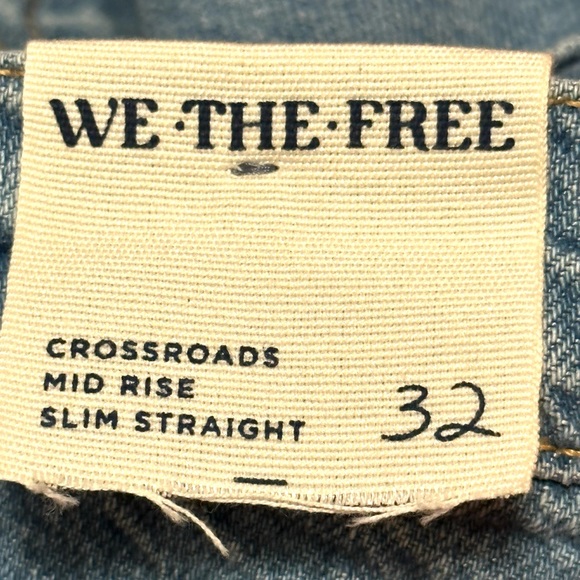 WE·THE·FREE
CROSSROADS
MID RISE
SLIM STRAIGHT
32